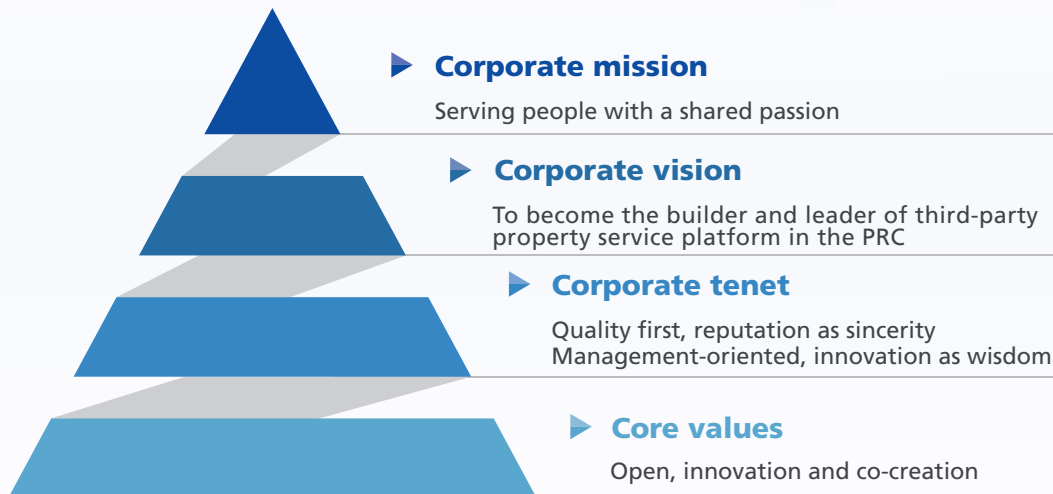 Corporate mission
Serving people with a shared passion
Corporate vision
To become the builder and leader of third-party
property service platform in the PRC
Corporate tenet
Quality first, reputation as sincerity
Management-oriented, innovation as wisdom
Core values
Open, innovation and co-creation